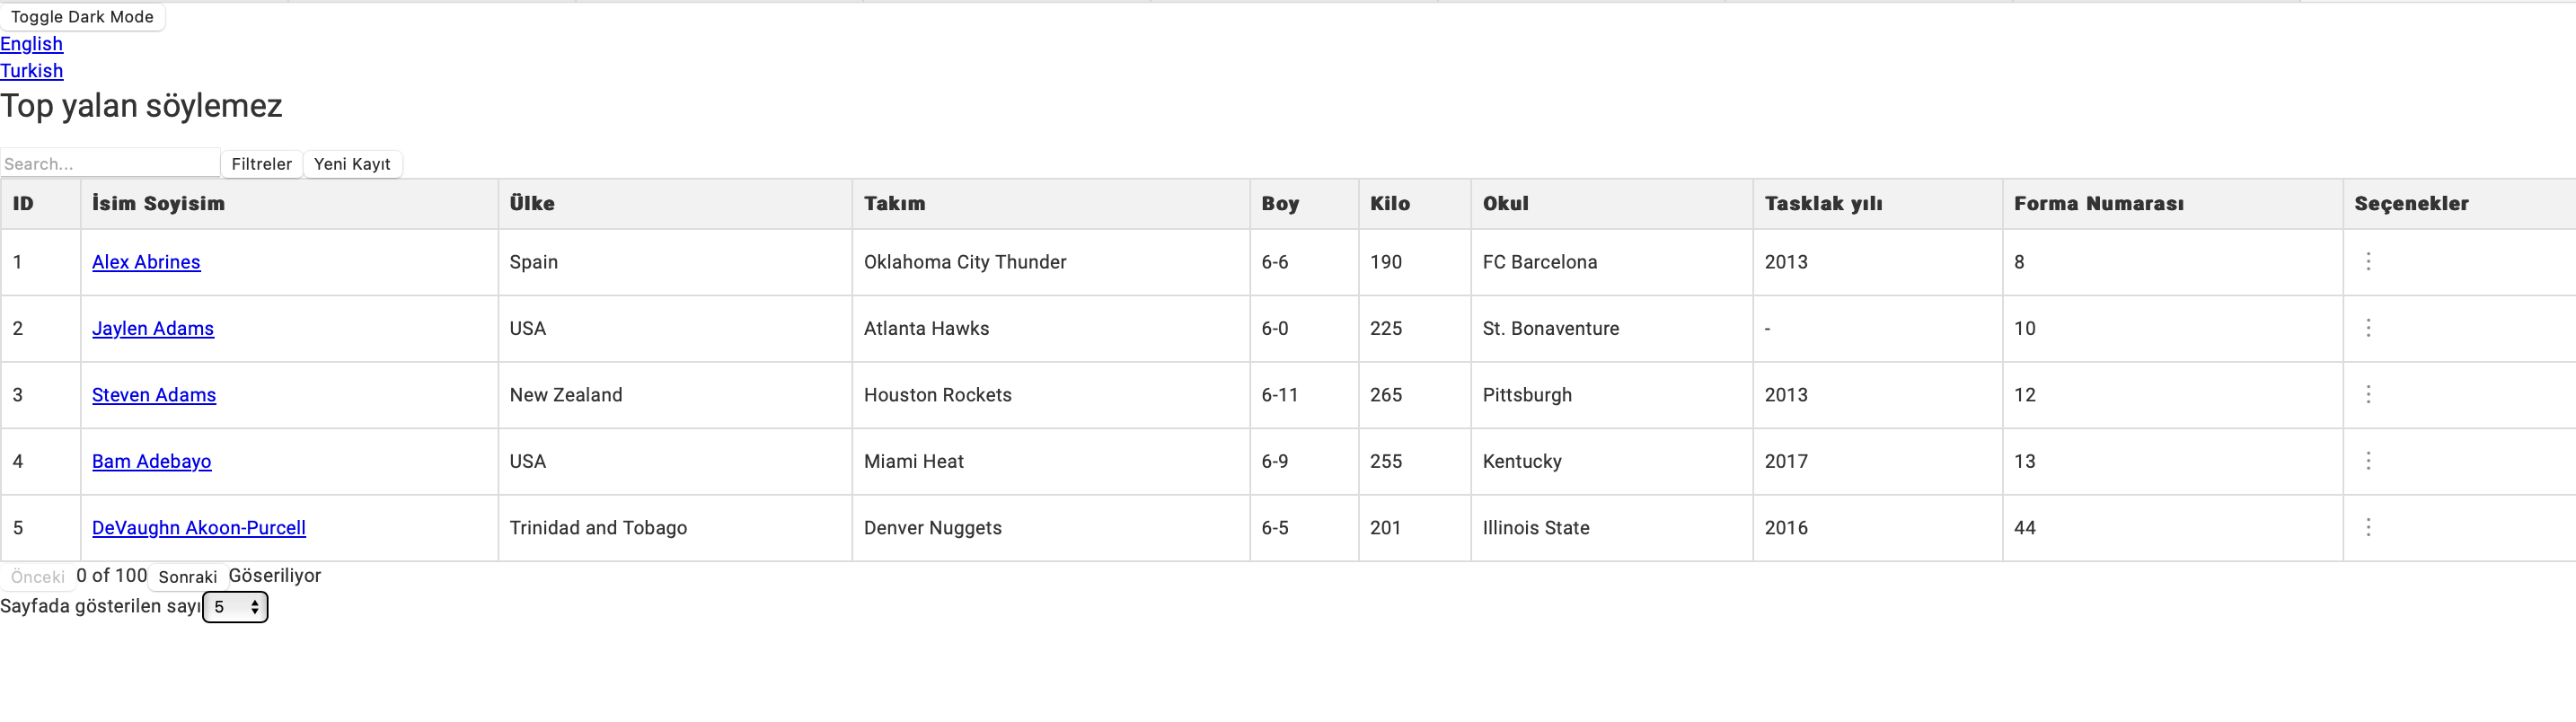 Toggle Dark Mode
English
Turkish
Top yalan söylemez
Search... Filtreler Yeni Kayıt
ID İsim Soyisim Ülke Takım Boy Kilo Okul Tasklak yılı Forma Numarası Seçenekler
1 Alex Abrines Spain Oklahoma City Thunder 6-6 190 FC Barcelona 2013 8
2 Jaylen Adams USA Atlanta Hawks 6-0 225 St. Bonaventure - 10
3 Steven Adams New Zealand Houston Rockets 6-11 265 Pittsburgh 2013 12
4 Bam Adebayo USA Miami Heat 6-9 255 Kentucky 2017 13
5 DeVaughn Akoon-Purcell Trinidad and Tobago Denver Nuggets 6-5 201 Illinois State 2016 44
Önceki 0 of 100 Sonraki Göseriliyor
Sayfada gösterilen sayı 5